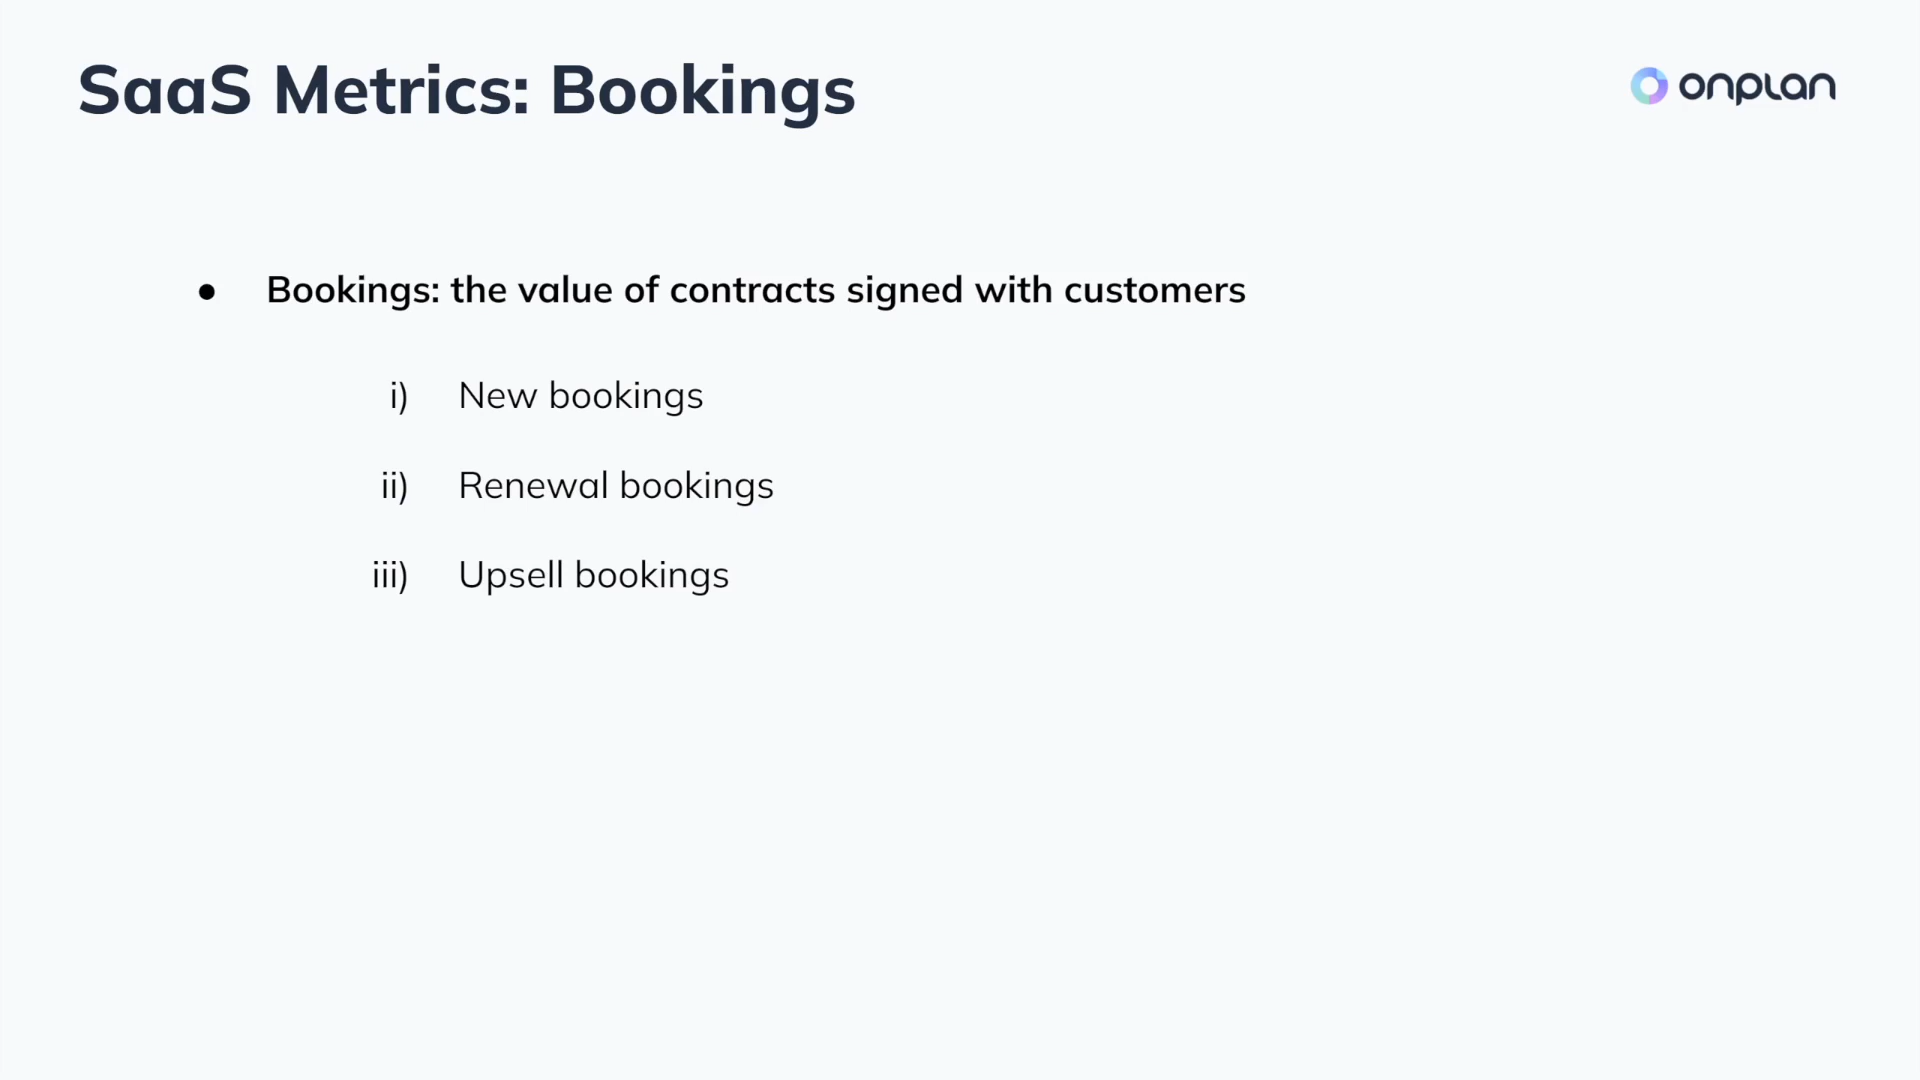 SaaS Metrics: Bookings
onplan
● Bookings: the value of contracts signed with customers
i) New bookings
ii) Renewal bookings
iii) Upsell bookings